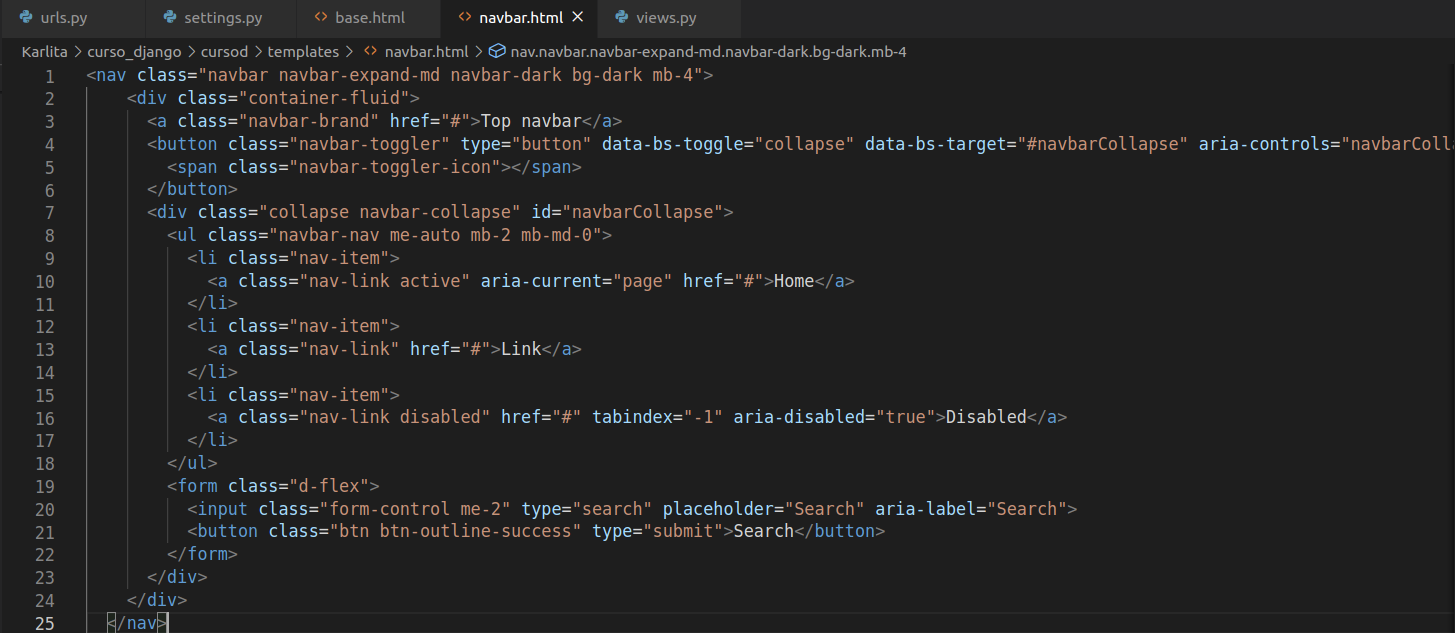 urls.py settings.py base.html navbar.html views.py
Karlita > curso_django > cursod > templates > navbar.html > nav.navbar.navbar-expand-md.navbar-dark.bg-dark.mb-4
1 <nav class="navbar navbar-expand-md navbar-dark bg-dark mb-4">
2 <div class="container-fluid">
3 <a class="navbar-brand" href="#">Top navbar</a>
4 <button class="navbar-toggler" type="button" data-bs-toggle="collapse" data-bs-target="#navbarCollapse" aria-controls="navbarColl
5 <span class="navbar-toggler-icon"></span>
6 </button>
7 <div class="collapse navbar-collapse" id="navbarCollapse">
8 <ul class="navbar-nav me-auto mb-2 mb-md-0">
9 <li class="nav-item">
10 <a class="nav-link active" aria-current="page" href="#">Home</a>
11 </li>
12 <li class="nav-item">
13 <a class="nav-link" href="#">Link</a>
14 </li>
15 <li class="nav-item">
16 <a class="nav-link disabled" href="#" tabindex="-1" aria-disabled="true">Disabled</a>
17 </li>
18 </ul>
19 <form class="d-flex">
20 <input class="form-control me-2" type="search" placeholder="Search" aria-label="Search">
21 <button class="btn btn-outline-success" type="submit">Search</button>
22 </form>
23 </div>
24 </div>
25 </nav>